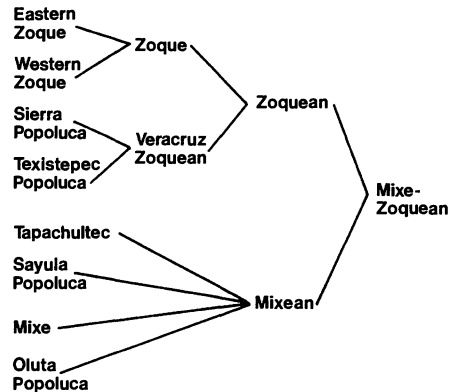 Eastern
Zoque
Zoque
Western
Zoque
Zoquean
Sierra
Popoluca
Veracruz
Zoquean
Texistepec
Popoluca
Mixe-
Zoquean
Tapachultec
Sayula
Popoluca
Mixean
Mixe
Oluta
Popoluca